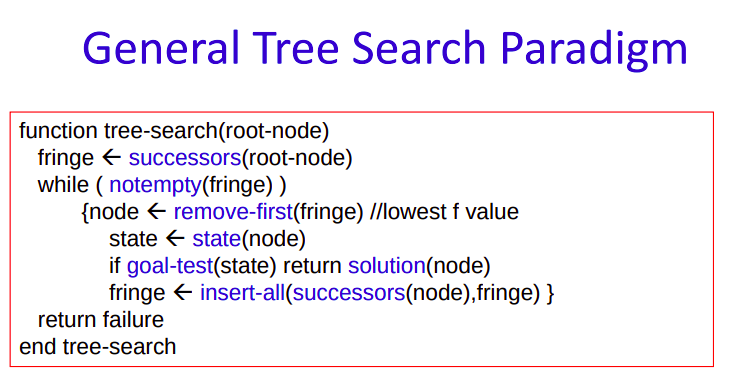 General Tree Search Paradigm
function tree-search(root-node)
fringe ← successors(root-node)
while ( notempty(fringe) )
{node ← remove-first(fringe) //lowest f value
state ← state(node)
if goal-test(state) return solution(node)
fringe ← insert-all(successors(node),fringe) }
return failure
end tree-search